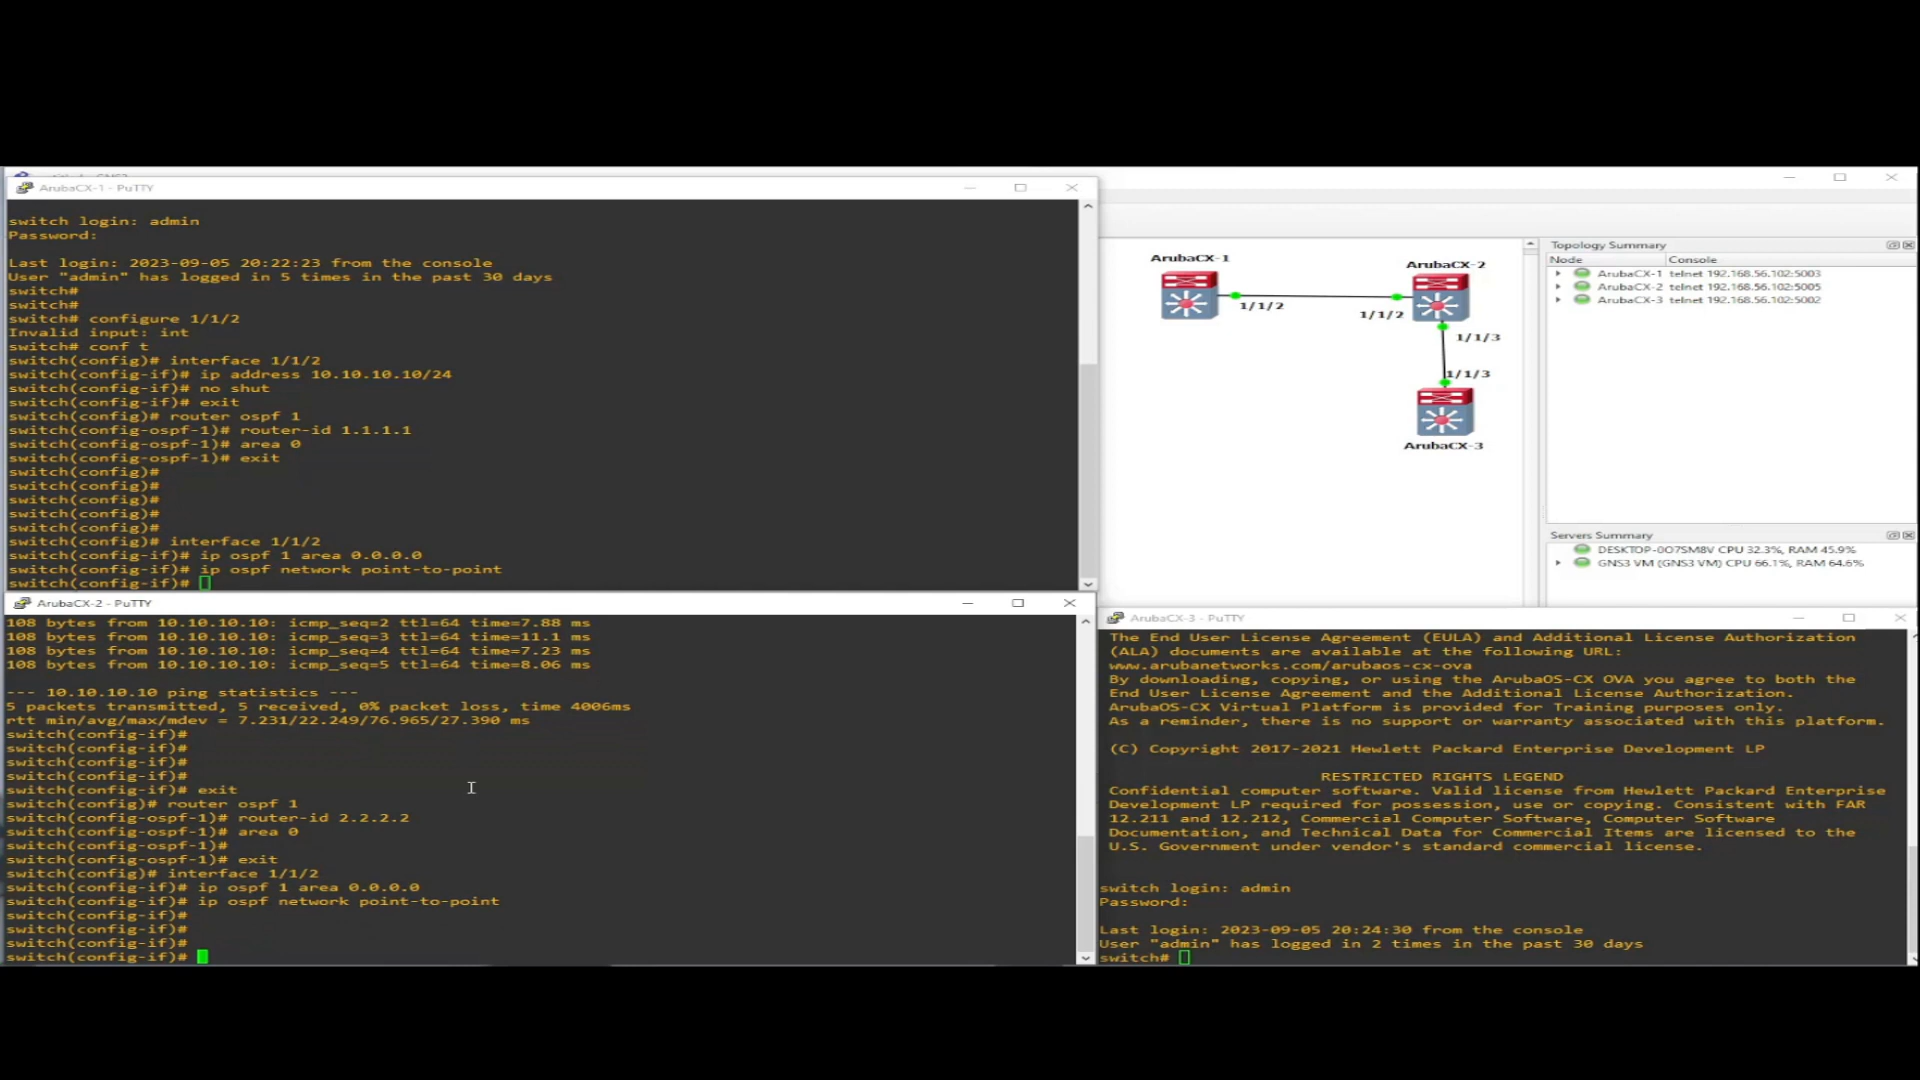 ArubaCX-1 - PuTTY
switch login: admin
Password:
Last login: 2023-09-05 20:22:23 from the console
User "admin" has logged in 5 times in the past 30 days
switch#
switch#
switch# configure 1/1/2
Invalid input: int
switch# conf t
switch(config)# interface 1/1/2
switch(config-if)# ip address 10.10.10.10/24
switch(config-if)# no shut
switch(config-if)# exit
switch(config)# router ospf 1
switch(config-ospf-1)# router-id 1.1.1.1
switch(config-ospf-1)# area 0
switch(config-ospf-1)# exit
switch(config)#
switch(config)#
switch(config)#
switch(config)#
switch(config)#
switch(config)# interface 1/1/2
switch(config-if)# ip ospf 1 area 0.0.0.0
switch(config-if)# ip ospf network point-to-point
switch(config-if)#
ArubaCX-1
ArubaCX-2
1/1/2
1/1/2
1/1/3
1/1/3
ArubaCX-3
Topology Summary
Node Console
ArubaCX-1 telnet 192.168.56.102:5003
ArubaCX-2 telnet 192.168.56.102:5005
ArubaCX-3 telnet 192.168.56.102:5002
Servers Summary
DESKTOP-0O7SM8V CPU 32.3%, RAM 45.9%
GNS3 VM (GNS3 VM) CPU 66.1%, RAM 64.6%
ArubaCX-2 - PuTTY
108 bytes from 10.10.10.10: icmp_seq=2 ttl=64 time=7.88 ms
108 bytes from 10.10.10.10: icmp_seq=3 ttl=64 time=11.1 ms
108 bytes from 10.10.10.10: icmp_seq=4 ttl=64 time=7.23 ms
108 bytes from 10.10.10.10: icmp_seq=5 ttl=64 time=8.06 ms
--- 10.10.10.10 ping statistics ---
5 packets transmitted, 5 received, 0% packet loss, time 4006ms
rtt min/avg/max/mdev = 7.231/22.249/76.965/27.390 ms
switch(config-if)#
switch(config-if)#
switch(config-if)#
switch(config-if)#
switch(config-if)# exit
switch(config)# router ospf 1
switch(config-ospf-1)# router-id 2.2.2.2
switch(config-ospf-1)# area 0
switch(config-ospf-1)#
switch(config-ospf-1)# exit
switch(config)# interface 1/1/2
switch(config-if)# ip ospf 1 area 0.0.0.0
switch(config-if)# ip ospf network point-to-point
switch(config-if)#
switch(config-if)#
switch(config-if)#
switch(config-if)#
ArubaCX-3 - PuTTY
The End User License Agreement (EULA) and Additional License Authorization
(ALA) documents are available at the following URL:
www.arubanetworks.com/arubaos-cx-ova
By downloading, copying, or using the ArubaOS-CX OVA you agree to both the
End User License Agreement and the Additional License Authorization.
ArubaOS-CX Virtual Platform is provided for Training purposes only.
As a reminder, there is no support or warranty associated with this platform.
(C) Copyright 2017-2021 Hewlett Packard Enterprise Development LP
RESTRICTED RIGHTS LEGEND
Confidential computer software. Valid license from Hewlett Packard Enterprise
Development LP required for possession, use or copying. Consistent with FAR
12.211 and 12.212, Commercial Computer Software, Computer Software
Documentation, and Technical Data for Commercial Items are licensed to the
U.S. Government under vendor's standard commercial license.
switch login: admin
Password:
Last login: 2023-09-05 20:24:30 from the console
User "admin" has logged in 2 times in the past 30 days
switch#